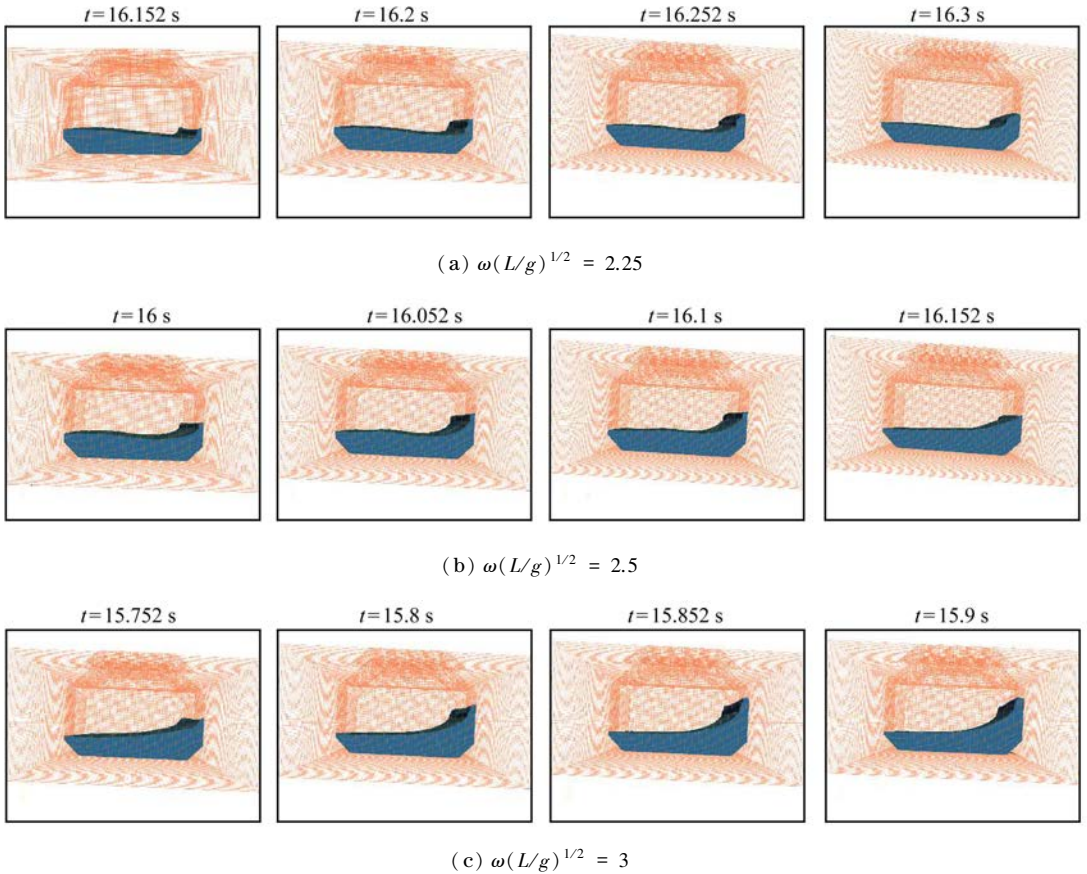 t=16.152 s t=16.2 s t=16.252 s t=16.3 s
(a) ω(L/g)^{1/2} = 2.25
t=16 s t=16.052 s t=16.1 s t=16.152 s
(b) ω(L/g)^{1/2} = 2.5
t=15.752 s t=15.8 s t=15.852 s t=15.9 s
(c) ω(L/g)^{1/2} = 3